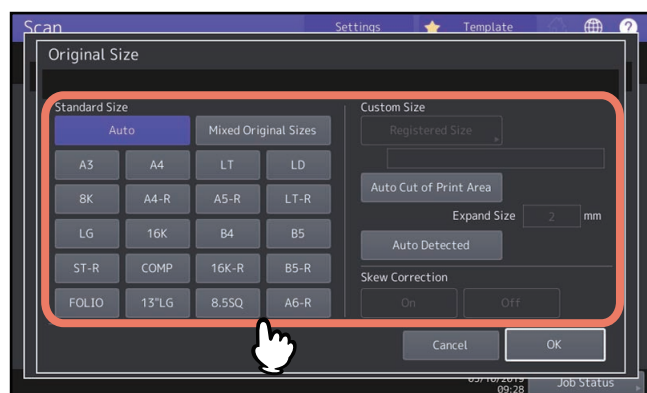 Scan
Settings
Template
?
Original Size
Standard Size
Auto
Mixed Original Sizes
A3
A4
LT
LD
8K
A4-R
A5-R
LT-R
LG
16K
B4
B5
ST-R
COMP
16K-R
B5-R
FOLIO
13"LG
8.5SQ
A6-R
Custom Size
Registered Size
Auto Cut of Print Area
Expand Size
2
mm
Auto Detected
Skew Correction
On
Off
Cancel
OK
09:28
Job Status